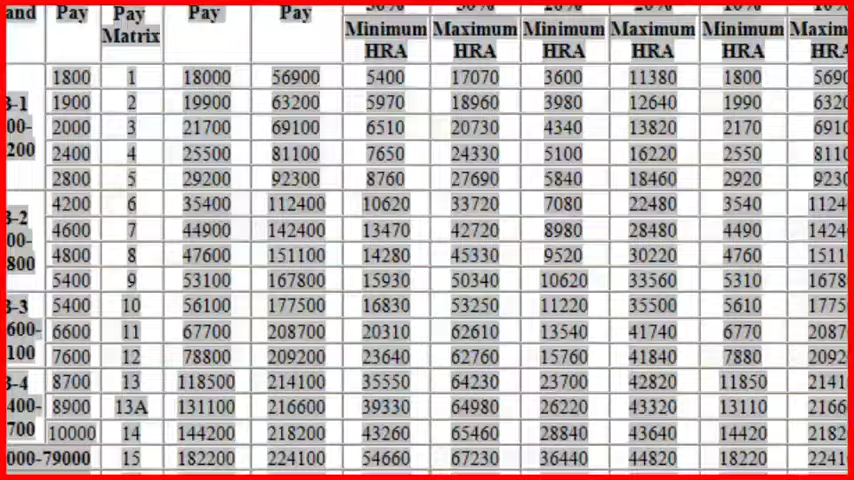 and Pay Pay Pay Pay 30% 30% 20% 20% 10% 10%
Matrix Minimum Maximum Minimum Maximum Minimum Maxim
HRA HRA HRA HRA HRA HRA
1800 1 18000 56900 5400 17070 3600 11380 1800 5690
3-1 1900 2 19900 63200 5970 18960 3980 12640 1990 6320
00- 2000 3 21700 69100 6510 20730 4340 13820 2170 6910
200 2400 4 25500 81100 7650 24330 5100 16220 2550 8110
2800 5 29200 92300 8760 27690 5840 18460 2920 9230
3-2 4200 6 35400 112400 10620 33720 7080 22480 3540 1124
00- 4600 7 44900 142400 13470 42720 8980 28480 4490 1424
800 4800 8 47600 151100 14280 45330 9520 30220 4760 1511
5400 9 53100 167800 15930 50340 10620 33560 5310 1678
3-3 5400 10 56100 177500 16830 53250 11220 35500 5610 1775
600- 6600 11 67700 208700 20310 62610 13540 41740 6770 2087
100 7600 12 78800 209200 23640 62760 15760 41840 7880 2092
3-4 8700 13 118500 214100 35550 64230 23700 42820 11850 2141
400- 8900 13A 131100 216600 39330 64980 26220 43320 13110 2166
700 10000 14 144200 218200 43260 65460 28840 43640 14420 2182
000-79000 15 182200 224100 54660 67230 36440 44820 18220 2241